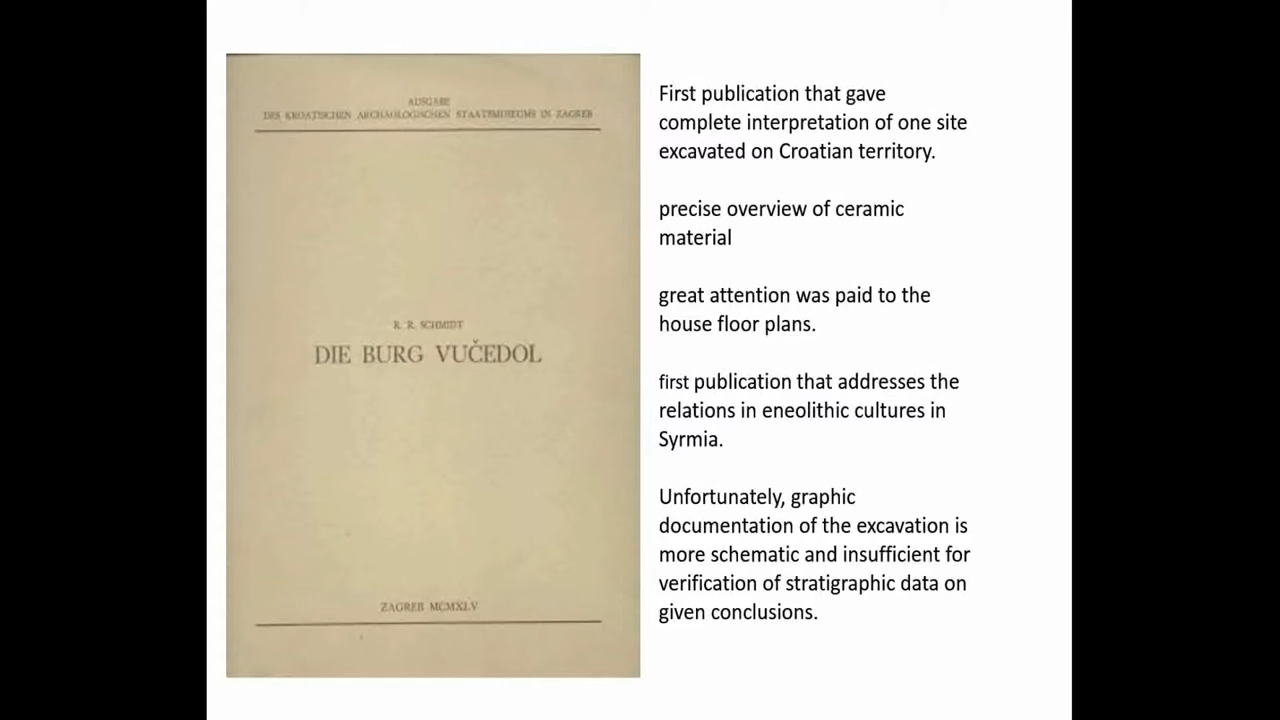 AUSGABE
DES KROATISCHEN ARCHÄOLOGISCHEN STAATSMUSEUMS IN ZAGREB
R. R. SCHMIDT
DIE BURG VUČEDOL
ZAGREB MCMXLV
First publication that gave
complete interpretation of one site
excavated on Croatian territory.
precise overview of ceramic
material
great attention was paid to the
house floor plans.
first publication that addresses the
relations in eneolithic cultures in
Syrmia.
Unfortunately, graphic
documentation of the excavation is
more schematic and insufficient for
verification of stratigraphic data on
given conclusions.